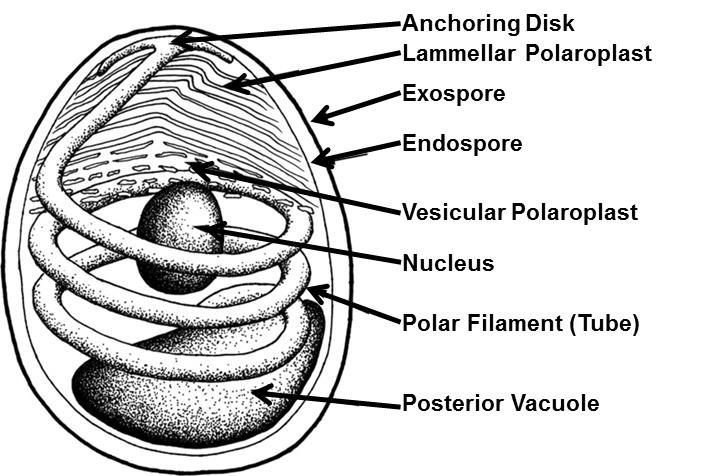 Anchoring Disk
Lammellar Polaroplast
Exospore
Endospore
Vesicular Polaroplast
Nucleus
Polar Filament (Tube)
Posterior Vacuole